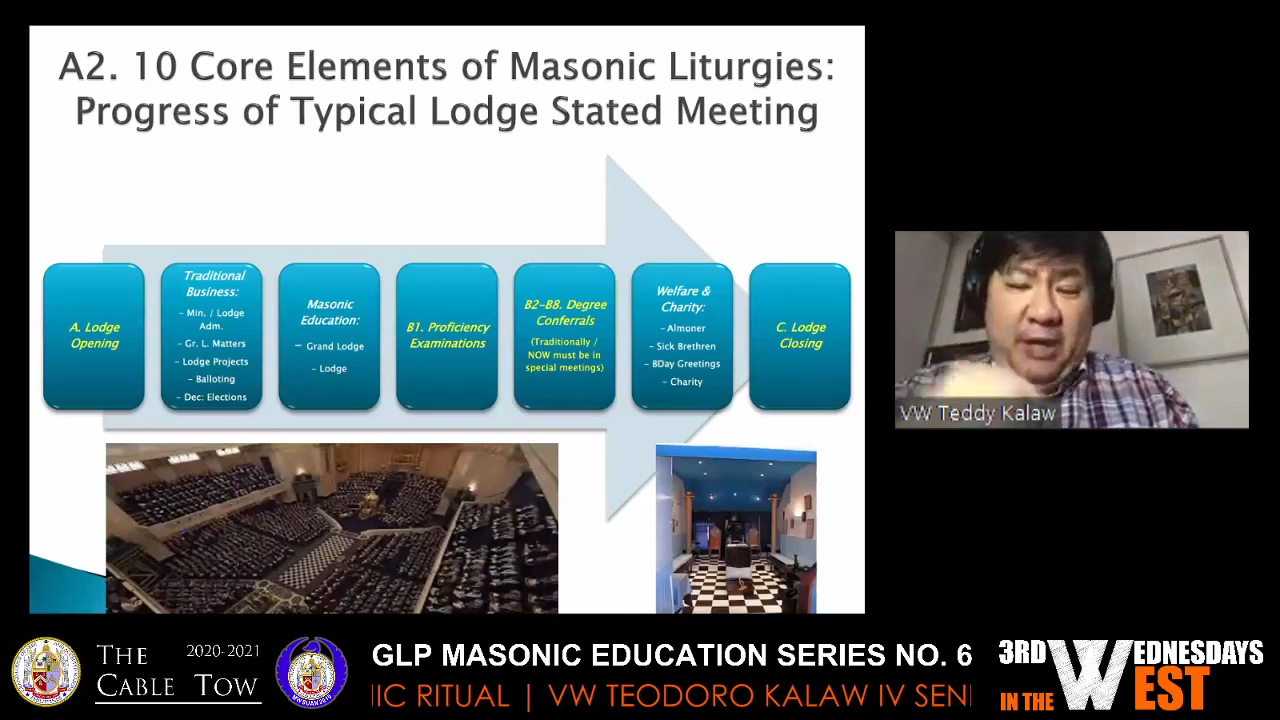 A2. 10 Core Elements of Masonic Liturgies:
Progress of Typical Lodge Stated Meeting
A. Lodge
Opening
Traditional
Business:
- Min. / Lodge
Adm.
- Gr. L. Matters
- Lodge Projects
- Balloting
- Dec: Elections
Masonic
Education:
- Grand Lodge
- Lodge
B1. Proficiency
Examinations
B2-B8. Degree
Conferrals
(Traditionally /
NOW must be in
special meetings)
Welfare &
Charity:
- Almoner
- Sick Brethren
- BDay Greetings
- Charity
C. Lodge
Closing
VW Teddy Kalaw
THE
CABLE TOW
2020-2021
GLP MASONIC EDUCATION SERIES NO. 6
IC RITUAL | VW TEODORO KALAW IV SENI
3RD WEDNESDAYS
IN THE WEST